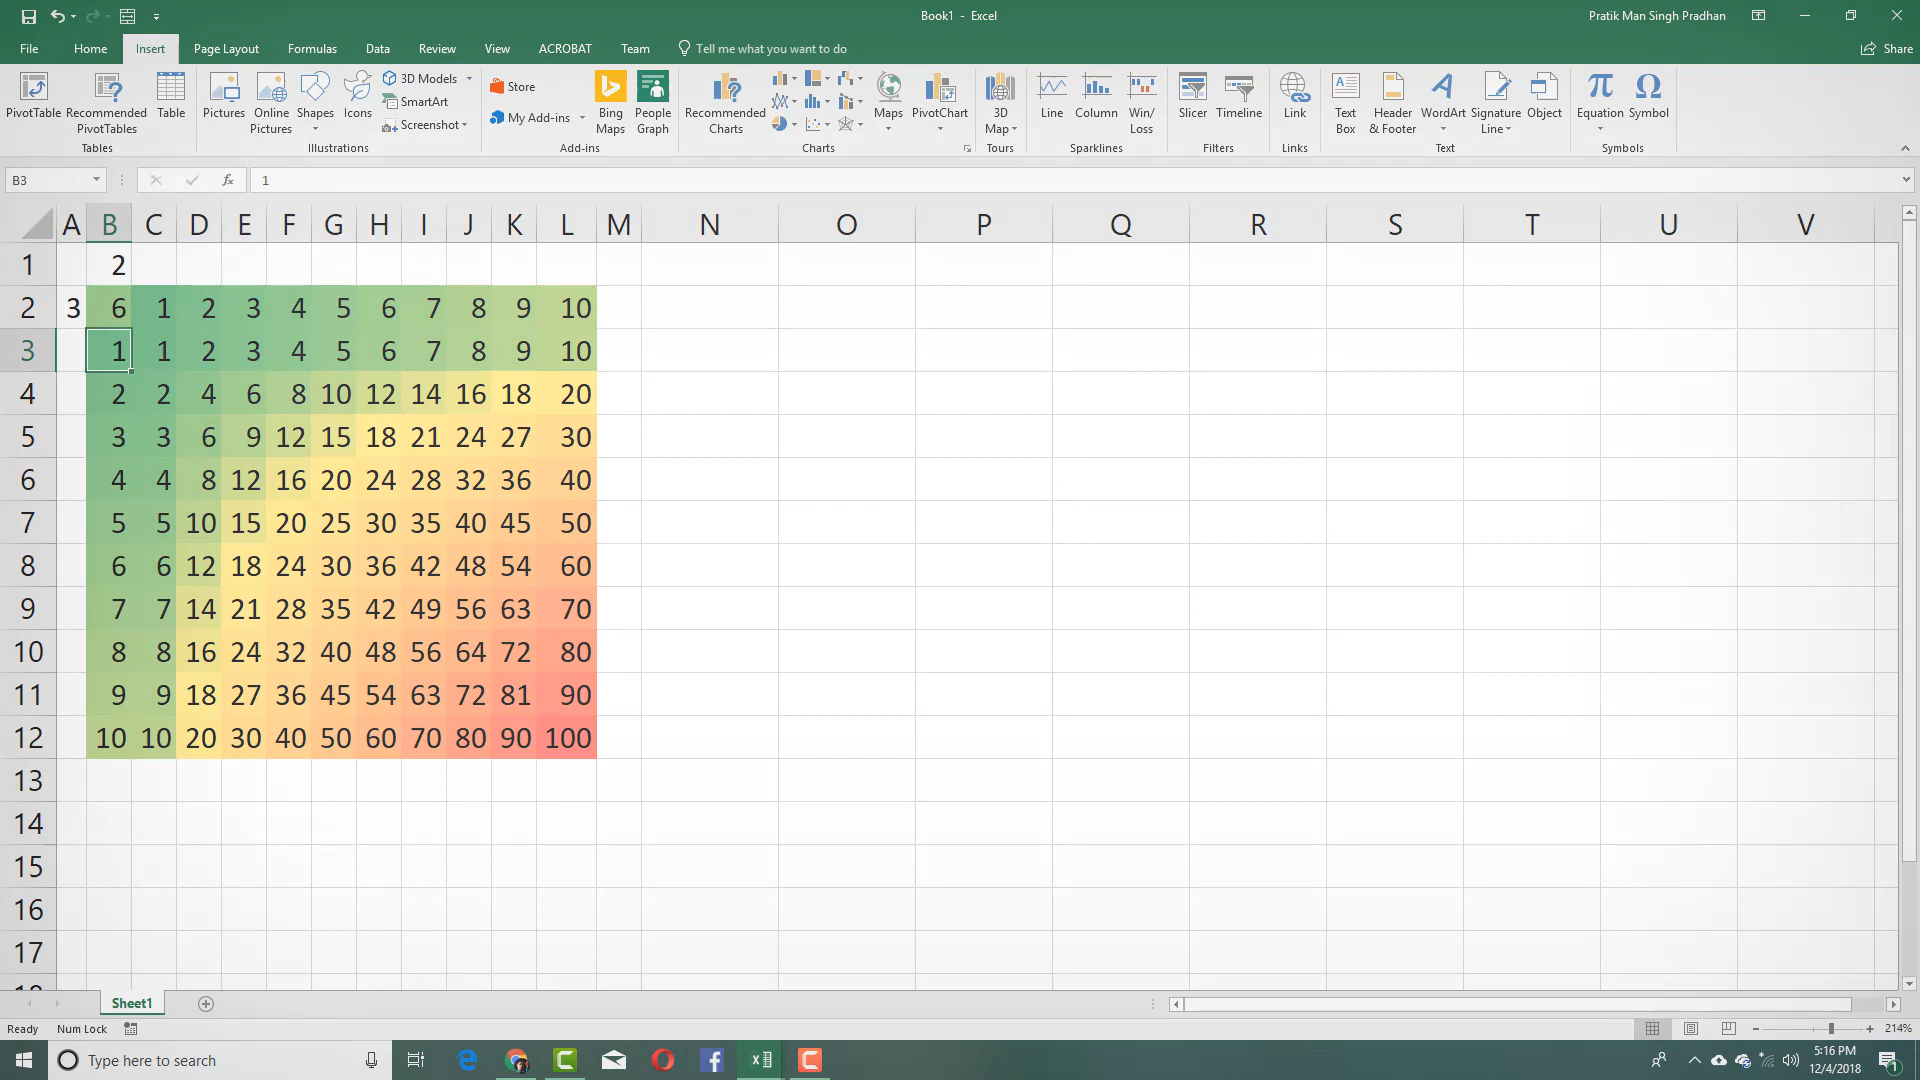 Book1 - Excel
Pratik Man Singh Pradhan
File Home Insert Page Layout Formulas Data Review View ACROBAT Team Tell me what you want to do Share
PivotTable Recommended PivotTables Table
Tables
Pictures Online Pictures Shapes Icons 3D Models SmartArt Screenshot
Illustrations
Store My Add-ins Bing Maps People Graph
Add-ins
Recommended Charts Maps PivotChart
Charts
3D Map
Tours
Line Column Win/Loss
Sparklines
Slicer Timeline
Filters
Link
Links
Text Box Header & Footer WordArt Signature Line Object
Text
π Equation Ω Symbol
Symbols
B3 fx 1
A B C D E F G H I J K L M N O P Q R S T U V
1 2
2 3 6 1 2 3 4 5 6 7 8 9 10
3 1 1 2 3 4 5 6 7 8 9 10
4 2 2 4 6 8 10 12 14 16 18 20
5 3 3 6 9 12 15 18 21 24 27 30
6 4 4 8 12 16 20 24 28 32 36 40
7 5 5 10 15 20 25 30 35 40 45 50
8 6 6 12 18 24 30 36 42 48 54 60
9 7 7 14 21 28 35 42 49 56 63 70
10 8 8 16 24 32 40 48 56 64 72 80
11 9 9 18 27 36 45 54 63 72 81 90
12 10 10 20 30 40 50 60 70 80 90 100
13
14
15
16
17
Sheet1
Ready Num Lock 214%
Type here to search
5:16 PM
12/4/2018
1